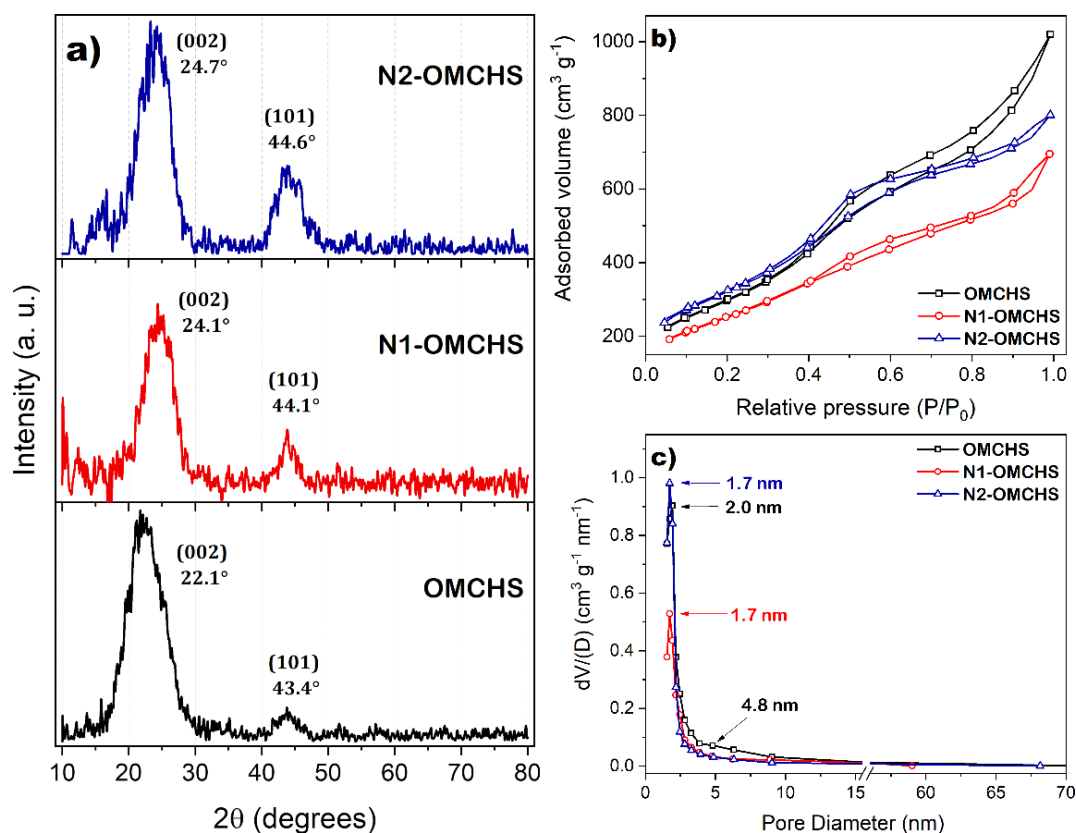 a)
(002)
24.7°
N2-OMCHS
(101)
44.6°
(002)
24.1°
N1-OMCHS
(101)
44.1°
(002)
22.1°
OMCHS
(101)
43.4°
Intensity (a. u.)
10 20 30 40 50 60 70 80
2θ (degrees)
b)
1000
800
600
400
200
Adsorbed volume (cm³ g⁻¹)
OMCHS
N1-OMCHS
N2-OMCHS
0.0 0.2 0.4 0.6 0.8 1.0
Relative pressure (P/P₀)
c)
OMCHS
N1-OMCHS
N2-OMCHS
1.0
0.8
0.6
0.4
0.2
0.0
dV/(D) (cm³ g⁻¹ nm⁻¹)
1.7 nm
2.0 nm
1.7 nm
4.8 nm
0 5 10 15 60 65 70
Pore Diameter (nm)